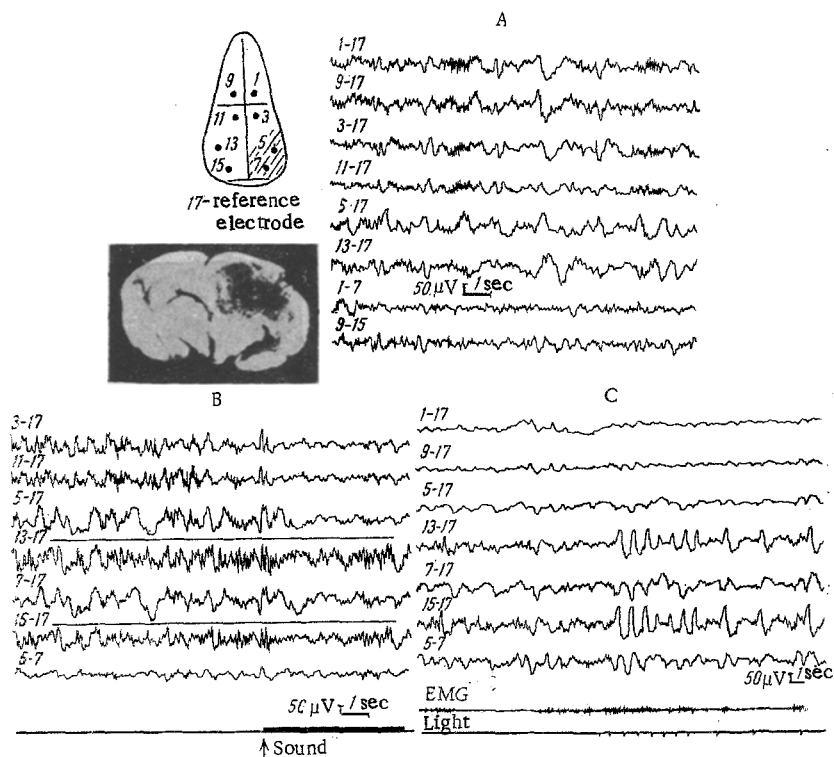 A
9 1
11 3
13 5
15 7
17-reference
electrode
1-17
9-17
3-17
11-17
5-17
13-17
50 μV 1 sec
1-7
9-15
B
3-17
11-17
5-17
13-17
7-17
15-17
5-7
50 μV 1 sec
↑ Sound
C
1-17
9-17
5-17
13-17
7-17
15-17
5-7
50 μV 1 sec
EMG
Light